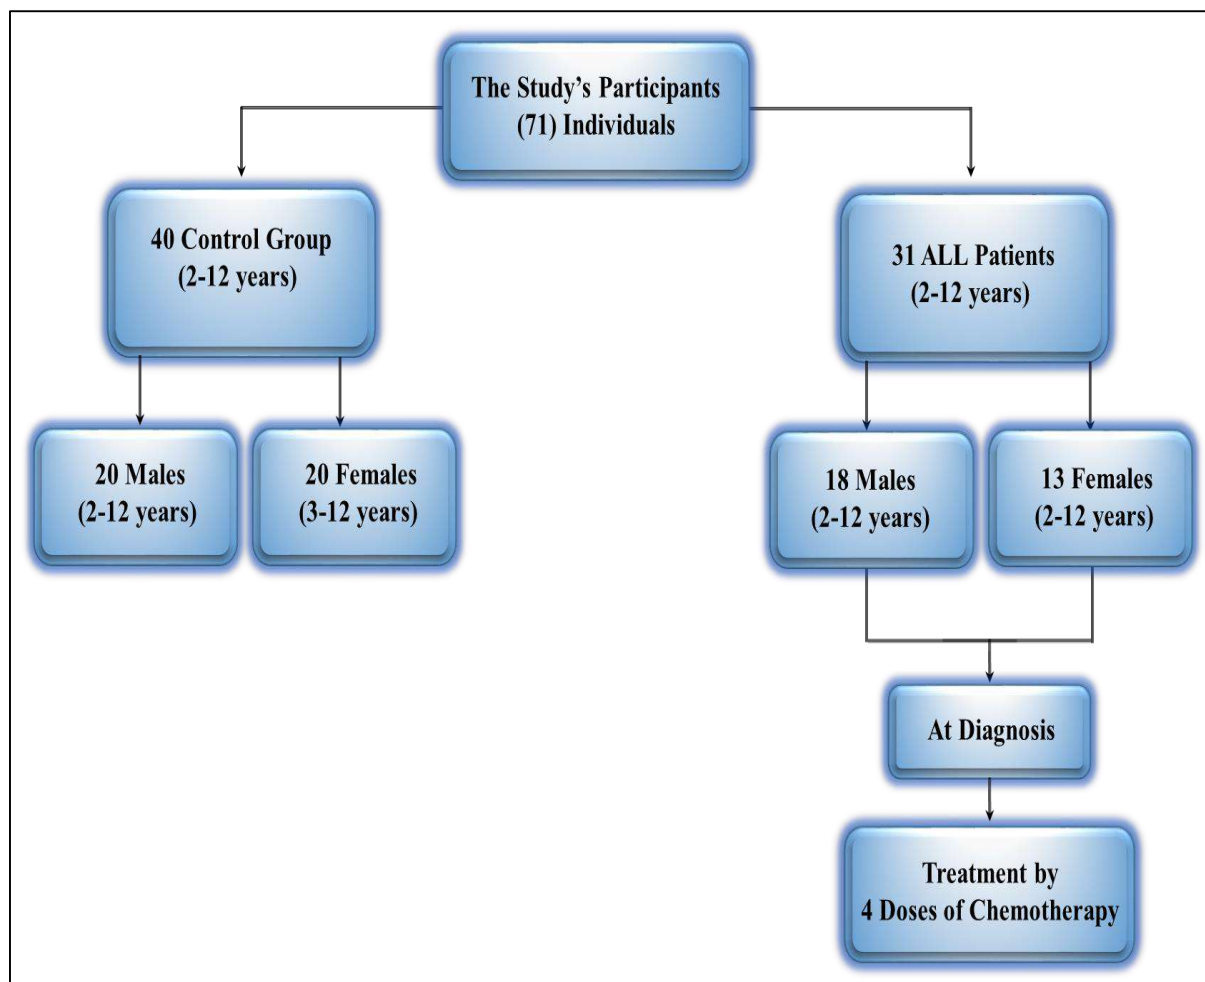 The Study’s Participants
(71) Individuals
40 Control Group
(2-12 years)
31 ALL Patients
(2-12 years)
20 Males
(2-12 years)
20 Females
(3-12 years)
18 Males
(2-12 years)
13 Females
(2-12 years)
At Diagnosis
Treatment by
4 Doses of Chemotherapy